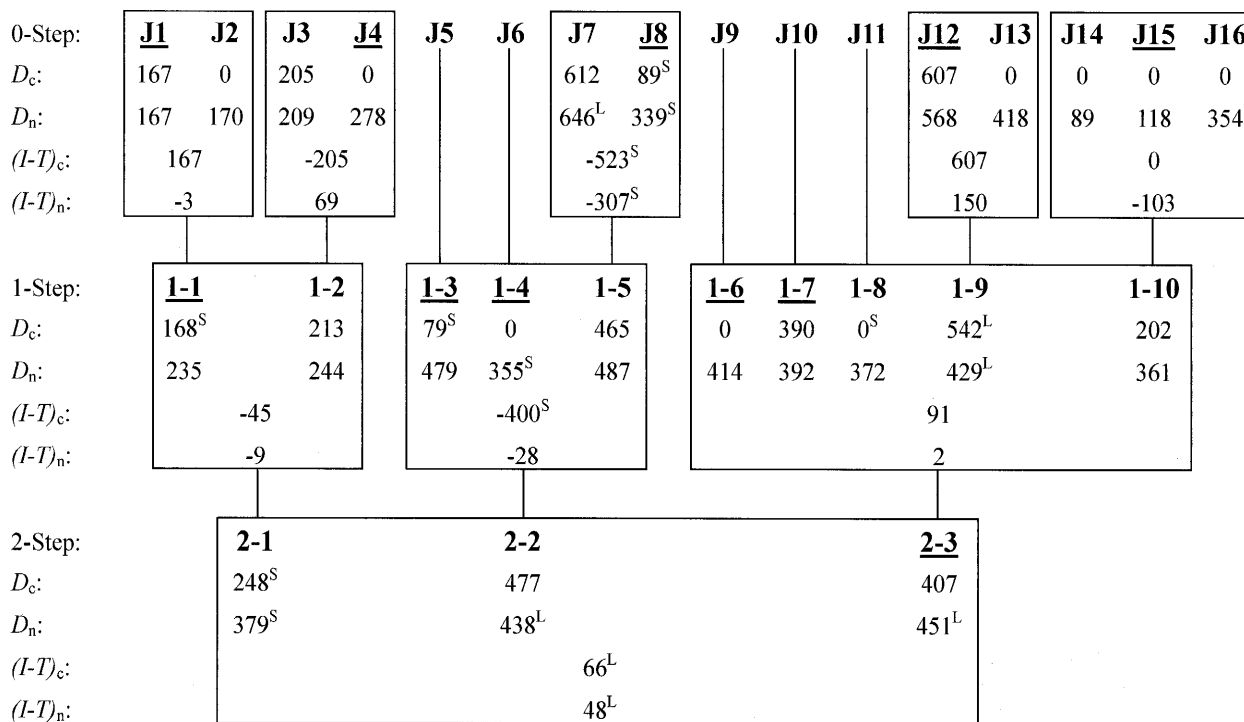 0-Step: J1 J2 J3 J4 J5 J6 J7 J8 J9 J10 J11 J12 J13 J14 J15 J16
Dc: 167 0 205 0 612 89S 607 0 0 0 0
Dn: 167 170 209 278 646L 339S 568 418 89 118 354
(I-T)c: 167 -205 -523S 607 0
(I-T)n: -3 69 -307S 150 -103
1-Step: 1-1 1-2 1-3 1-4 1-5 1-6 1-7 1-8 1-9 1-10
Dc: 168S 213 79S 0 465 0 390 0S 542L 202
Dn: 235 244 479 355S 487 414 392 372 429L 361
(I-T)c: -45 -400S 91
(I-T)n: -9 -28 2
2-Step: 2-1 2-2 2-3
Dc: 248S 477 407
Dn: 379S 438L 451L
(I-T)c: 66L
(I-T)n: 48L